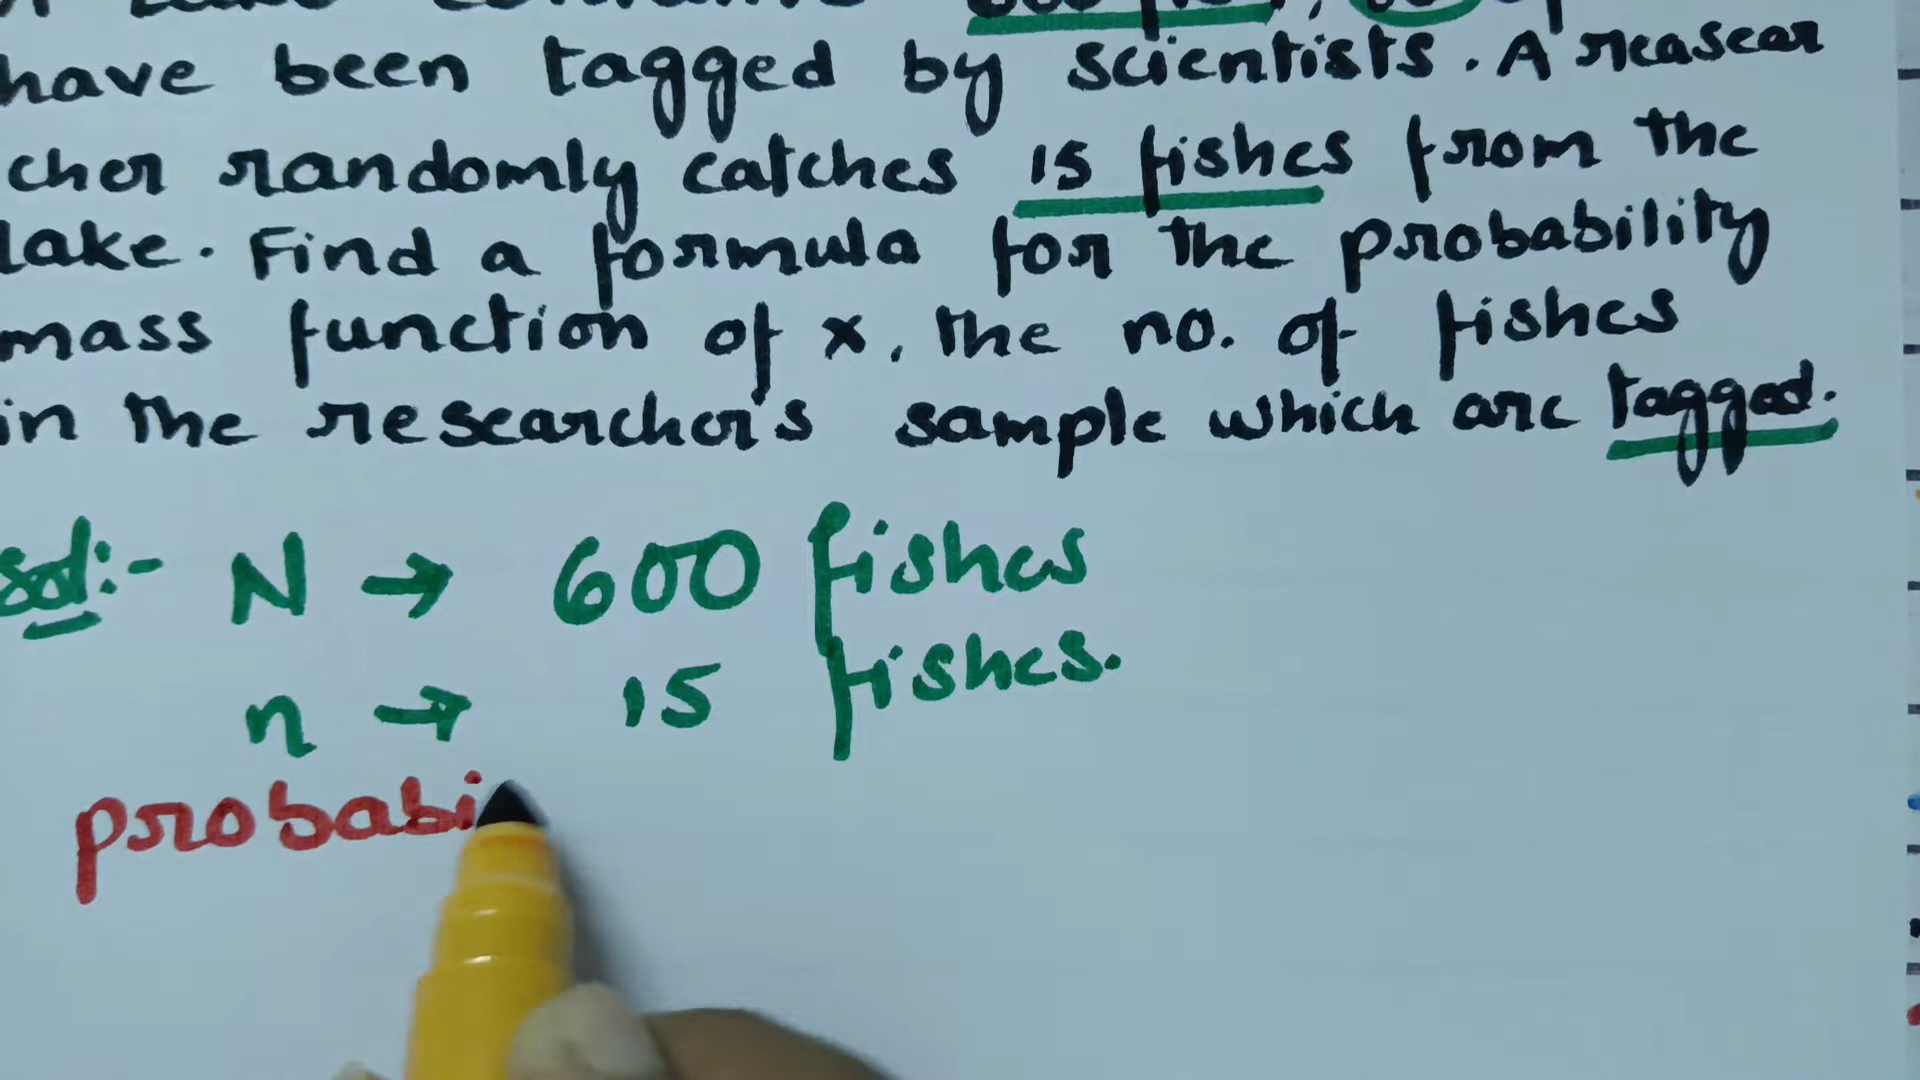 have been tagged by scientists. A reasear
cher randomly catches 15 fishes from the
lake. Find a formula for the probability
mass function of x, the no. of fishes
in the researcher's sample which are tagged.
Sol:- N → 600 fishes
n → 15 fishes.
probabi